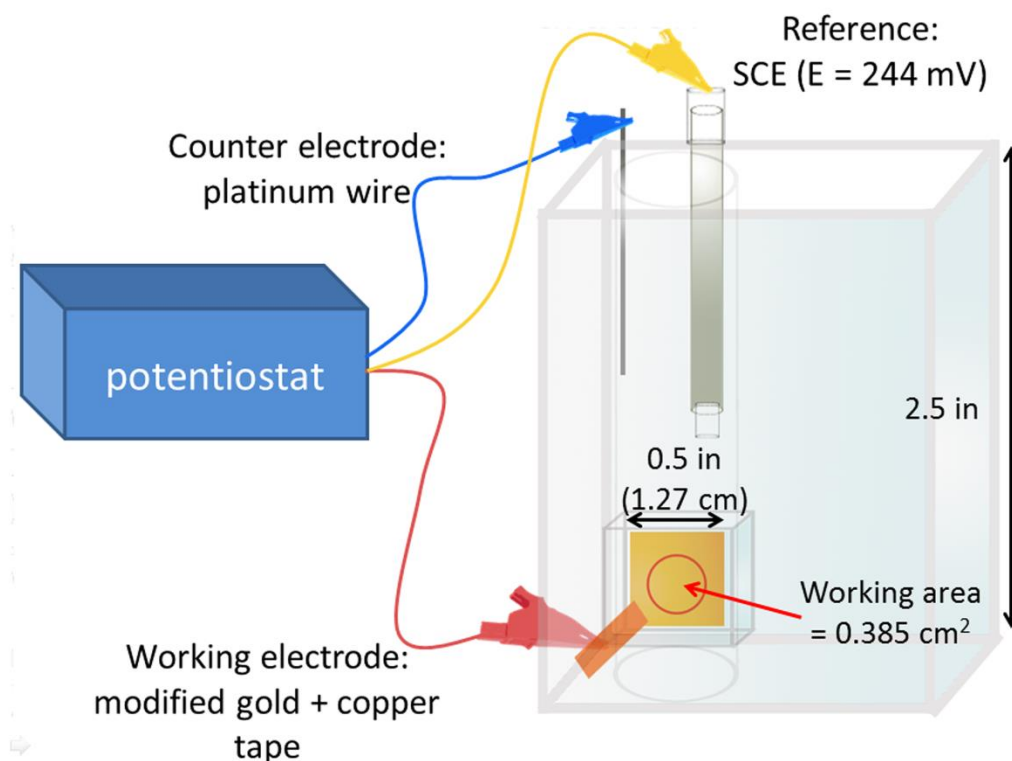 Reference:
SCE (E = 244 mV)
Counter electrode:
platinum wire
potentiostat
2.5 in
0.5 in
(1.27 cm)
Working area
= 0.385 cm²
Working electrode:
modified gold + copper
tape